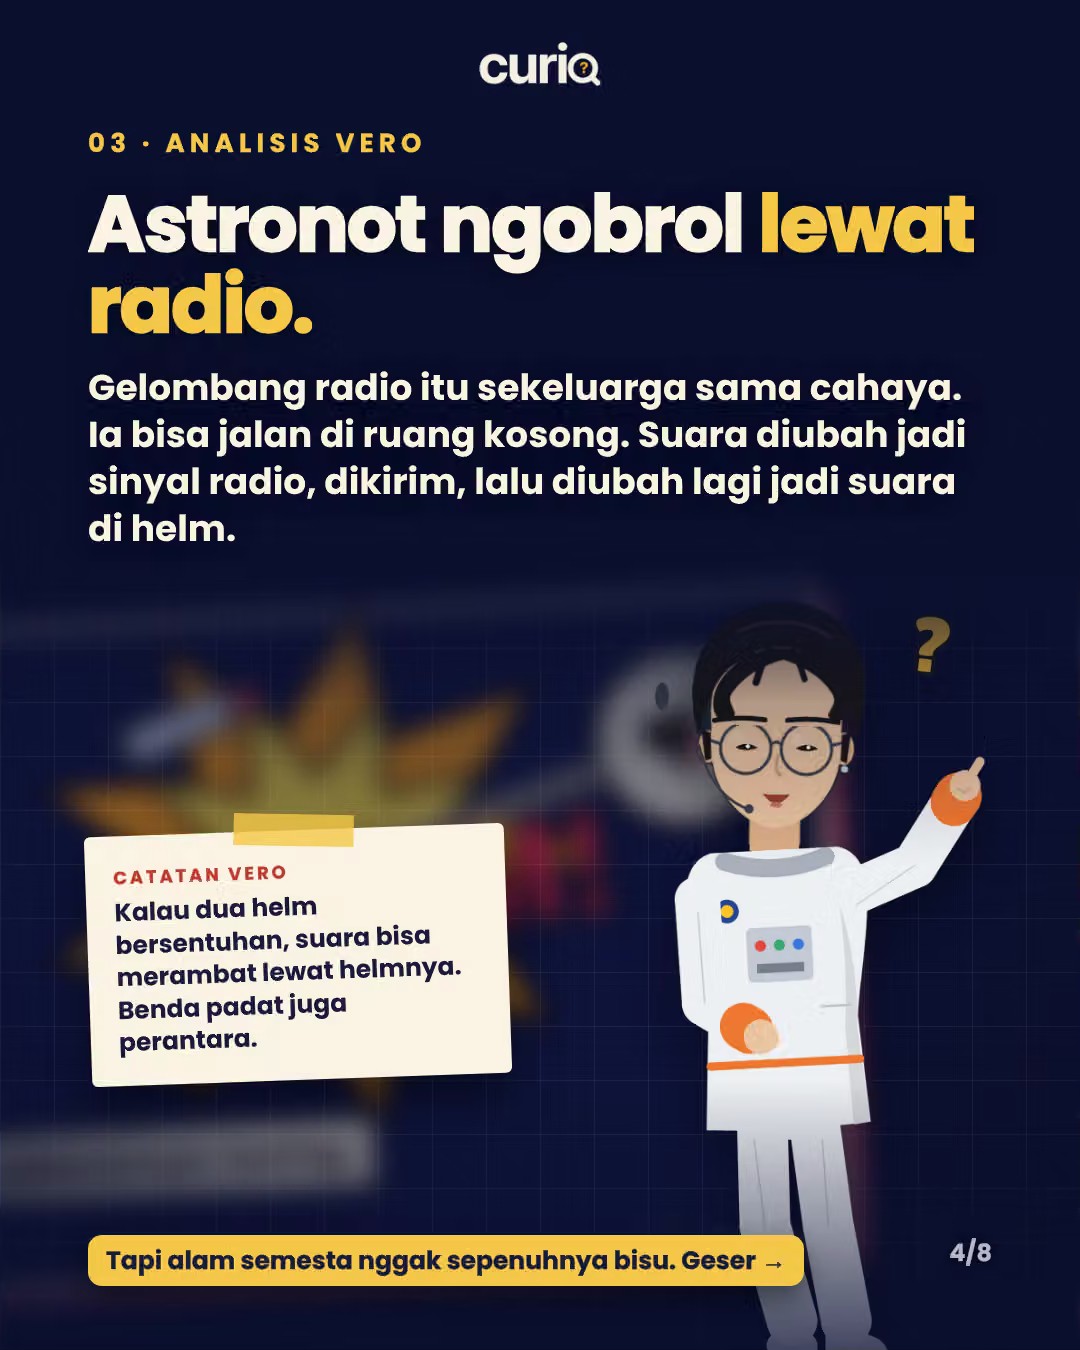 curiQ
03 · ANALISIS VERO
Astronot ngobrol lewat
radio.
Gelombang radio itu sekeluarga sama cahaya.
Ia bisa jalan di ruang kosong. Suara diubah jadi
sinyal radio, dikirim, lalu diubah lagi jadi suara
di helm.
?
CATATAN VERO
Kalau dua helm
bersentuhan, suara bisa
merambat lewat helmnya.
Benda padat juga
perantara.
Tapi alam semesta nggak sepenuhnya bisu. Geser →
4/8